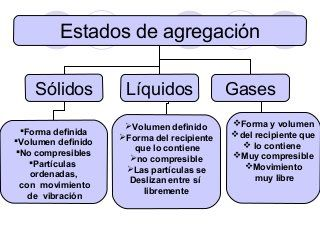 Estados de agregación
Sólidos
Líquidos
Gases
Forma definida
Volumen definido
No compresibles
Partículas
ordenadas,
con movimiento
de vibración
Volumen definido
Forma del recipiente
que lo contiene
no compresible
Las partículas se
Deslizan entre sí
libremente
Forma y volumen
del recipiente que
lo contiene
Muy compresible
Movimiento
muy libre